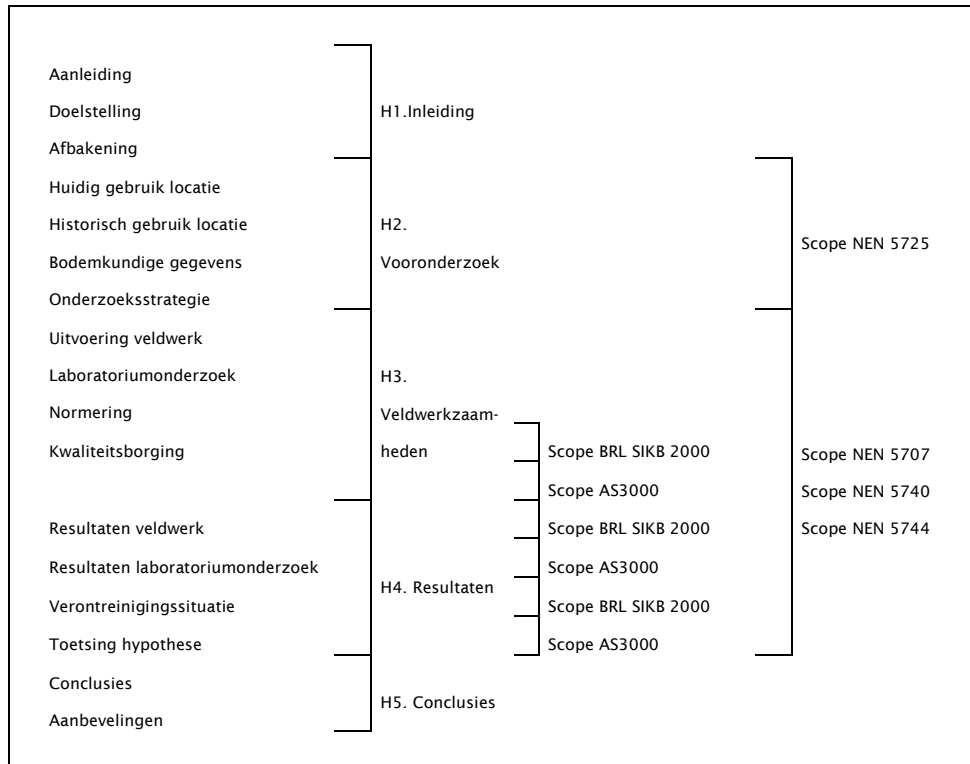 Aanleiding
Doelstelling
H1.Inleiding
Afbakening
Huidig gebruik locatie
Historisch gebruik locatie
H2.
Scope NEN 5725
Bodemkundige gegevens
Vooronderzoek
Onderzoeksstrategie
Uitvoering veldwerk
Laboratoriumonderzoek
H3.
Normering
Veldwerkzaam-
Kwaliteitsborging
heden
Scope BRL SIKB 2000
Scope NEN 5707
Scope AS3000
Scope NEN 5740
Resultaten veldwerk
Scope BRL SIKB 2000
Scope NEN 5744
Resultaten laboratoriumonderzoek
Scope AS3000
H4. Resultaten
Verontreinigingssituatie
Scope BRL SIKB 2000
Toetsing hypothese
Scope AS3000
Conclusies
H5. Conclusies
Aanbevelingen